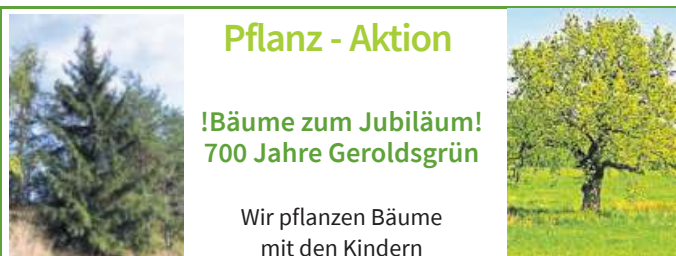 Pflanz - Aktion
!Bäume zum Jubiläum!
700 Jahre Geroldsgrün
Wir pflanzen Bäume
mit den Kindern